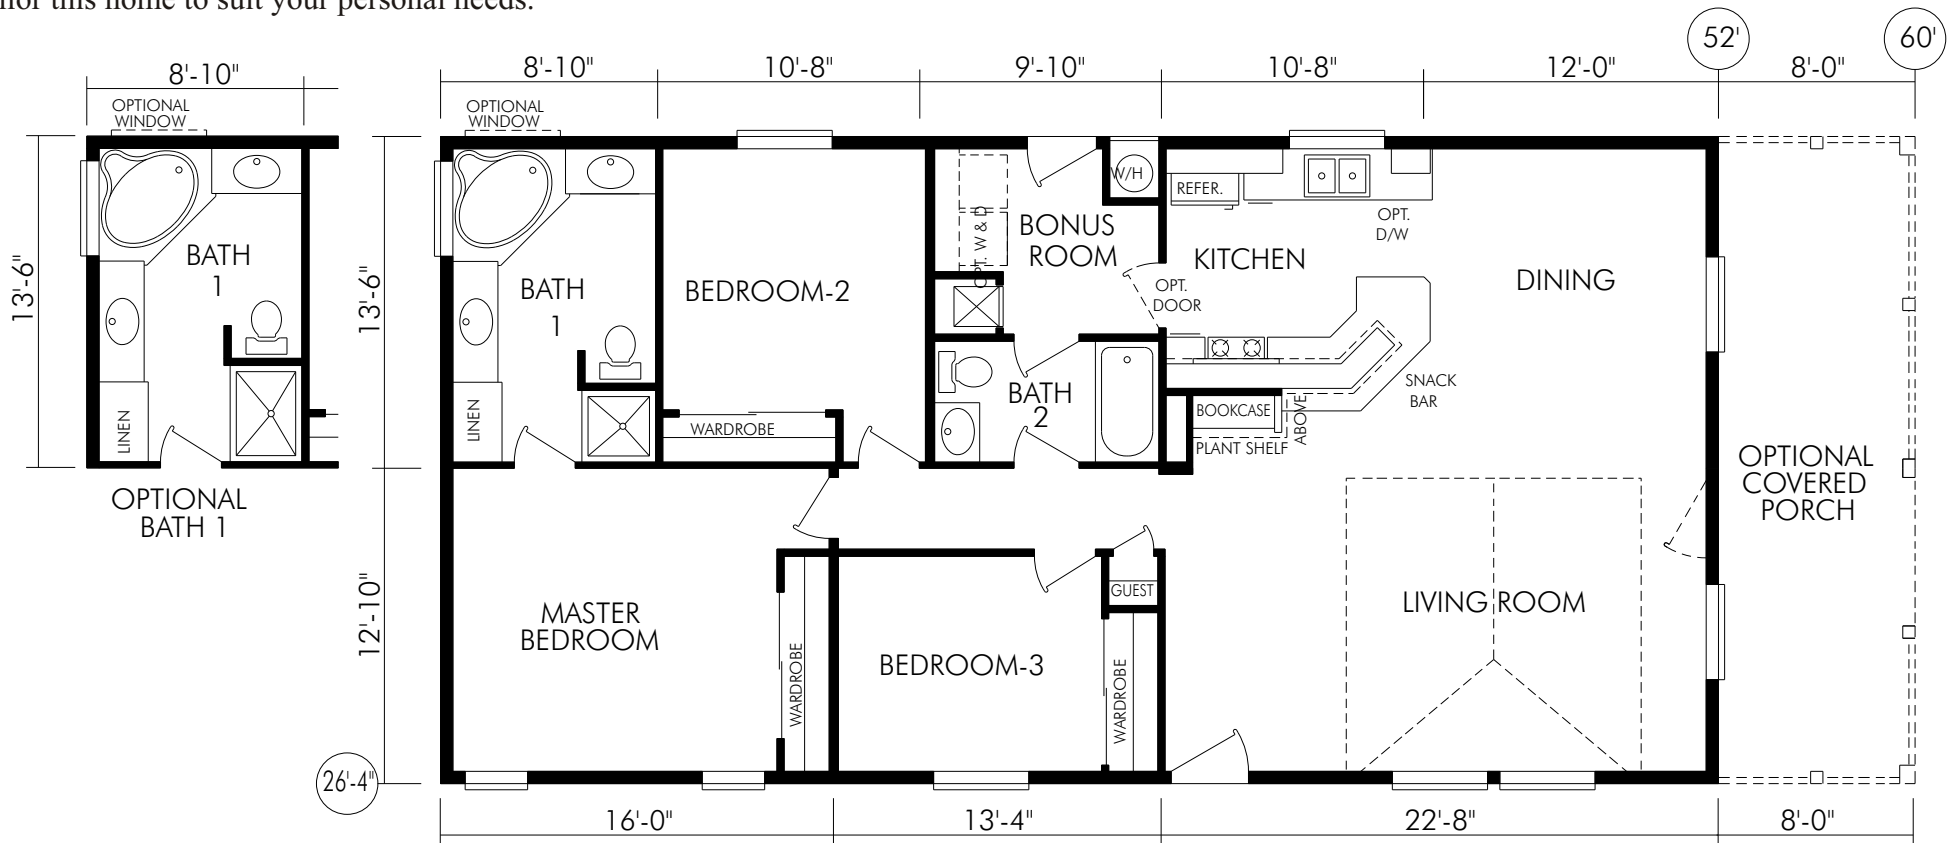 lor this home to suit your personal needs.
52'
60'
8'-10"
8'-10"
10'-8"
9'-10"
10'-8"
12'-0"
8'-0"
OPTIONAL
WINDOW
OPTIONAL
WINDOW
13'-6"
BATH
1
LINEN
OPTIONAL
BATH 1
13'-6"
BATH
1
LINEN
BEDROOM-2
WARDROBE
OPT. W & D
BONUS
ROOM
W/H
REFER.
OPT.
D/W
KITCHEN
OPT.
DOOR
DINING
BATH
2
BOOKCASE
ABOVE
PLANT SHELF
SNACK
BAR
OPTIONAL
COVERED
PORCH
12'-10"
MASTER
BEDROOM
WARDROBE
BEDROOM-3
GUEST
WARDROBE
LIVING ROOM
26'-4"
16'-0"
13'-4"
22'-8"
8'-0"